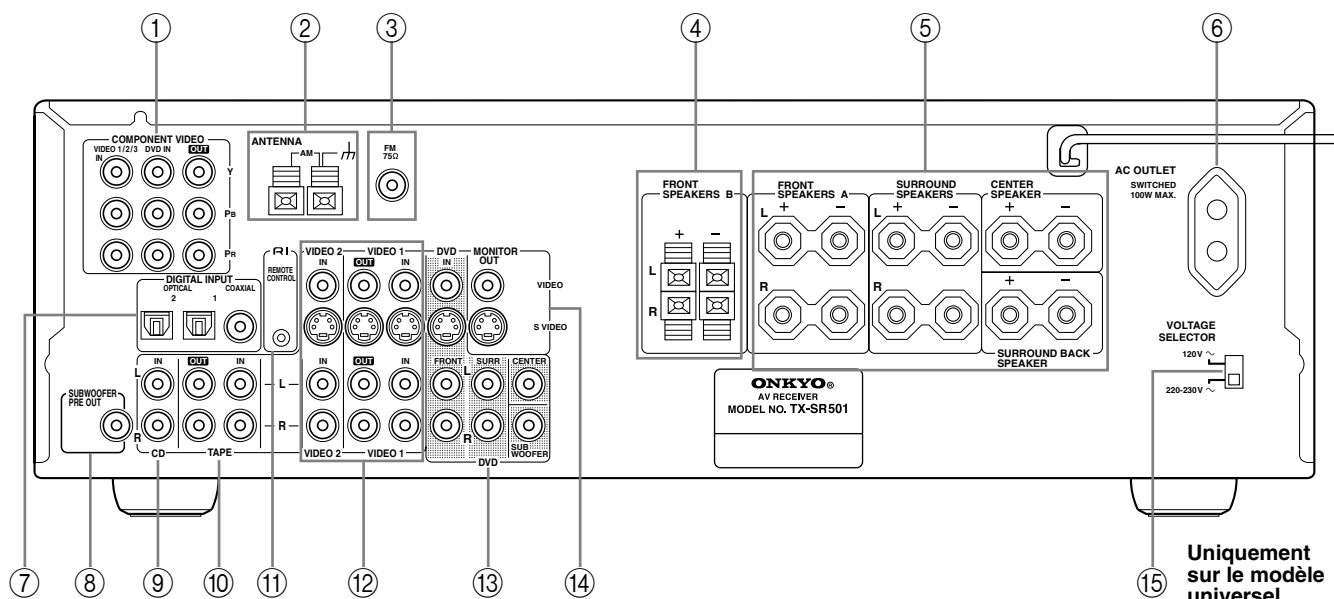 ① ② ③ ④ ⑤ ⑥
COMPONENT VIDEO
VIDEO 1/2/3 IN DVD IN OUT
Y
PB
PR
ANTENNA
AM
FM
75Ω
FRONT SPEAKERS B
+ −
L
R
FRONT SPEAKERS A
L + −
R
SURROUND SPEAKERS
L + −
R
CENTER SPEAKER
+ −
+ −
SURROUND BACK SPEAKER
AC OUTLET
SWITCHED
100W MAX.
VOLTAGE SELECTOR
120V ~
220-230V ~
DIGITAL INPUT
OPTICAL COAXIAL
2 1
RI
REMOTE CONTROL
VIDEO 2 VIDEO 1 DVD MONITOR
IN OUT IN IN OUT
VIDEO
S VIDEO
IN OUT IN
L L
R R
CD TAPE
SUBWOOFER
PRE OUT
IN OUT IN
VIDEO 2 VIDEO 1
FRONT SURR CENTER
L
R
SUB WOOFER
DVD
ONKYO®
AV RECEIVER
MODEL NO. TX-SR501
⑦ ⑧ ⑨ ⑩ ⑪ ⑫ ⑬ ⑭ ⑮
Uniquement
sur le modèle
universel